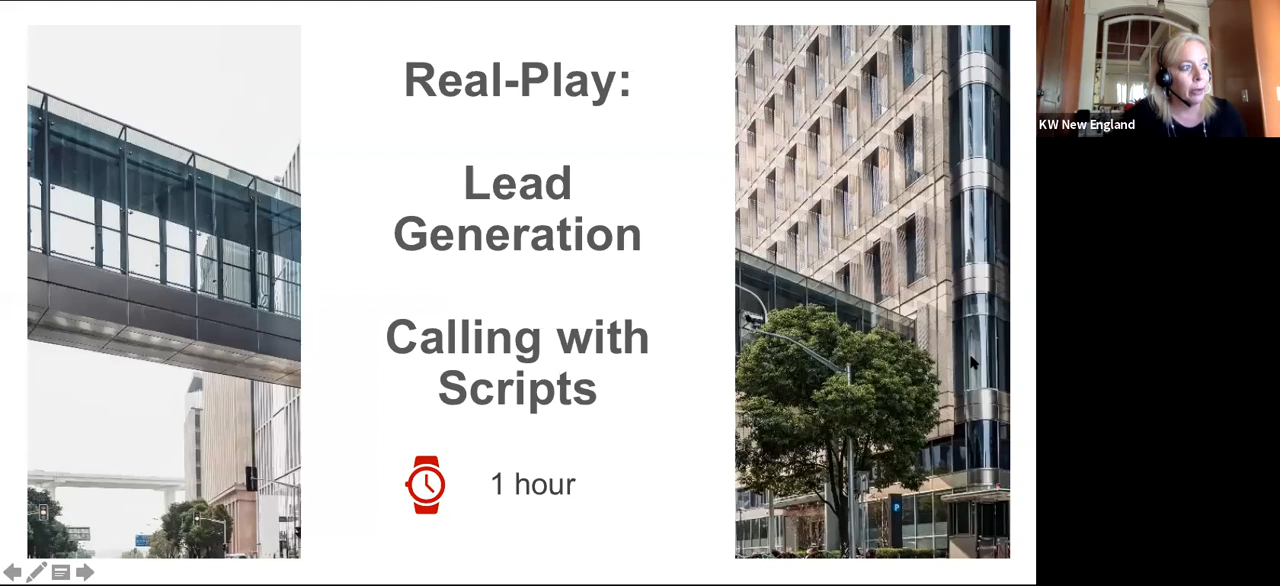 Real-Play:
Lead
Generation
Calling with
Scripts
1 hour
KW New England
P